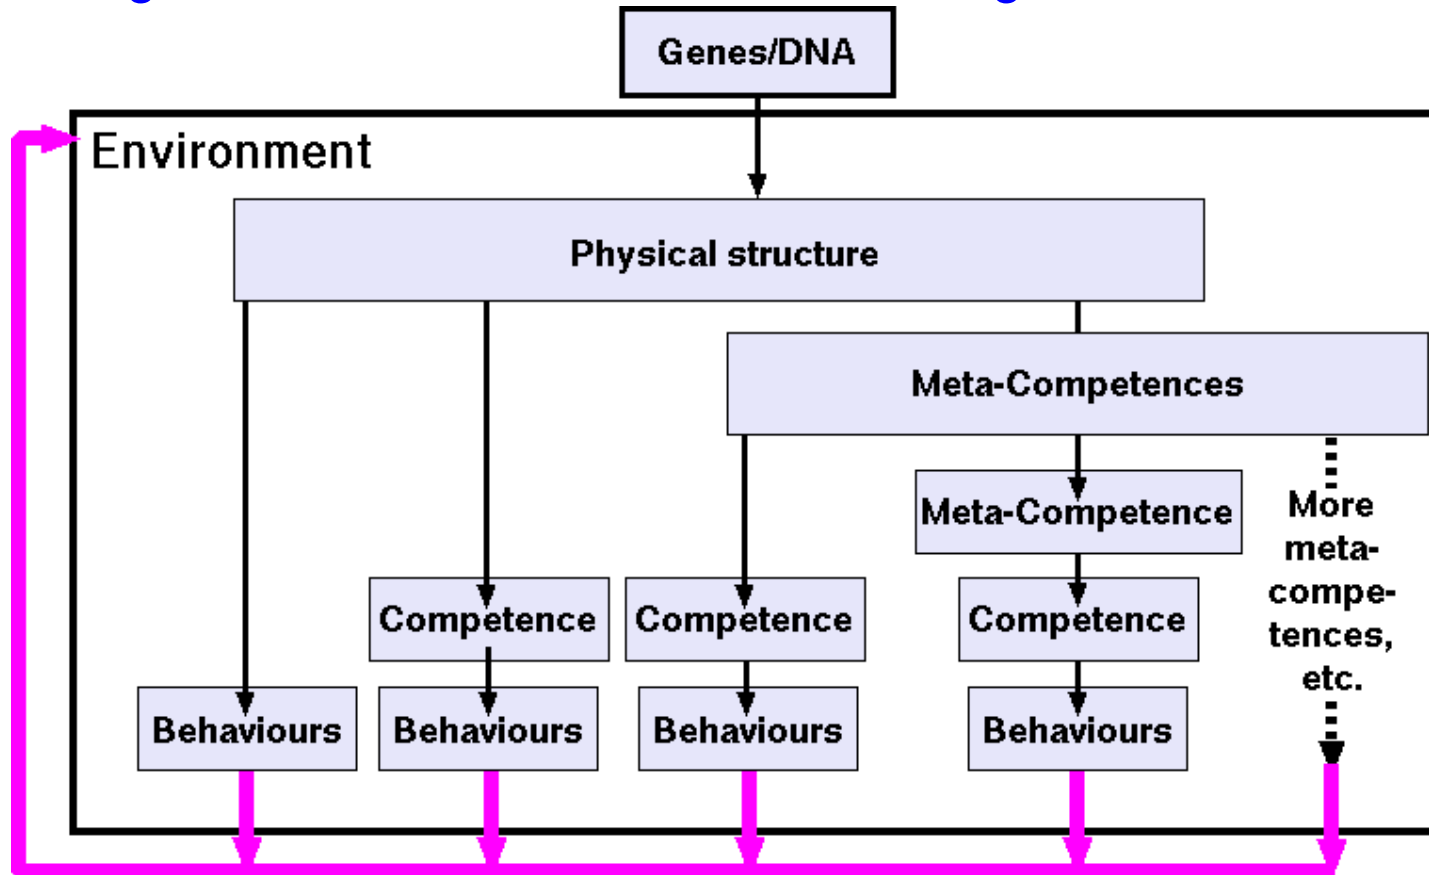 Genes/DNA
Environment
Physical structure
Meta-Competences
Meta-Competence
More
meta-
compe-
tences,
etc.
Competence
Competence
Competence
Behaviours
Behaviours
Behaviours
Behaviours